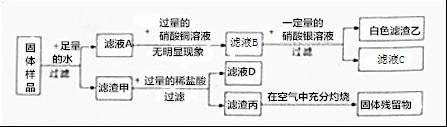 固体样品
+足量的水
过滤
滤液A
+过量的硝酸铜溶液
无明显现象
滤液B
+一定量的硝酸银溶液
过滤
白色滤渣乙
滤液C
滤渣甲
+过量的稀盐酸
过滤
滤液D
滤渣丙
在空气中充分灼烧
固体残留物